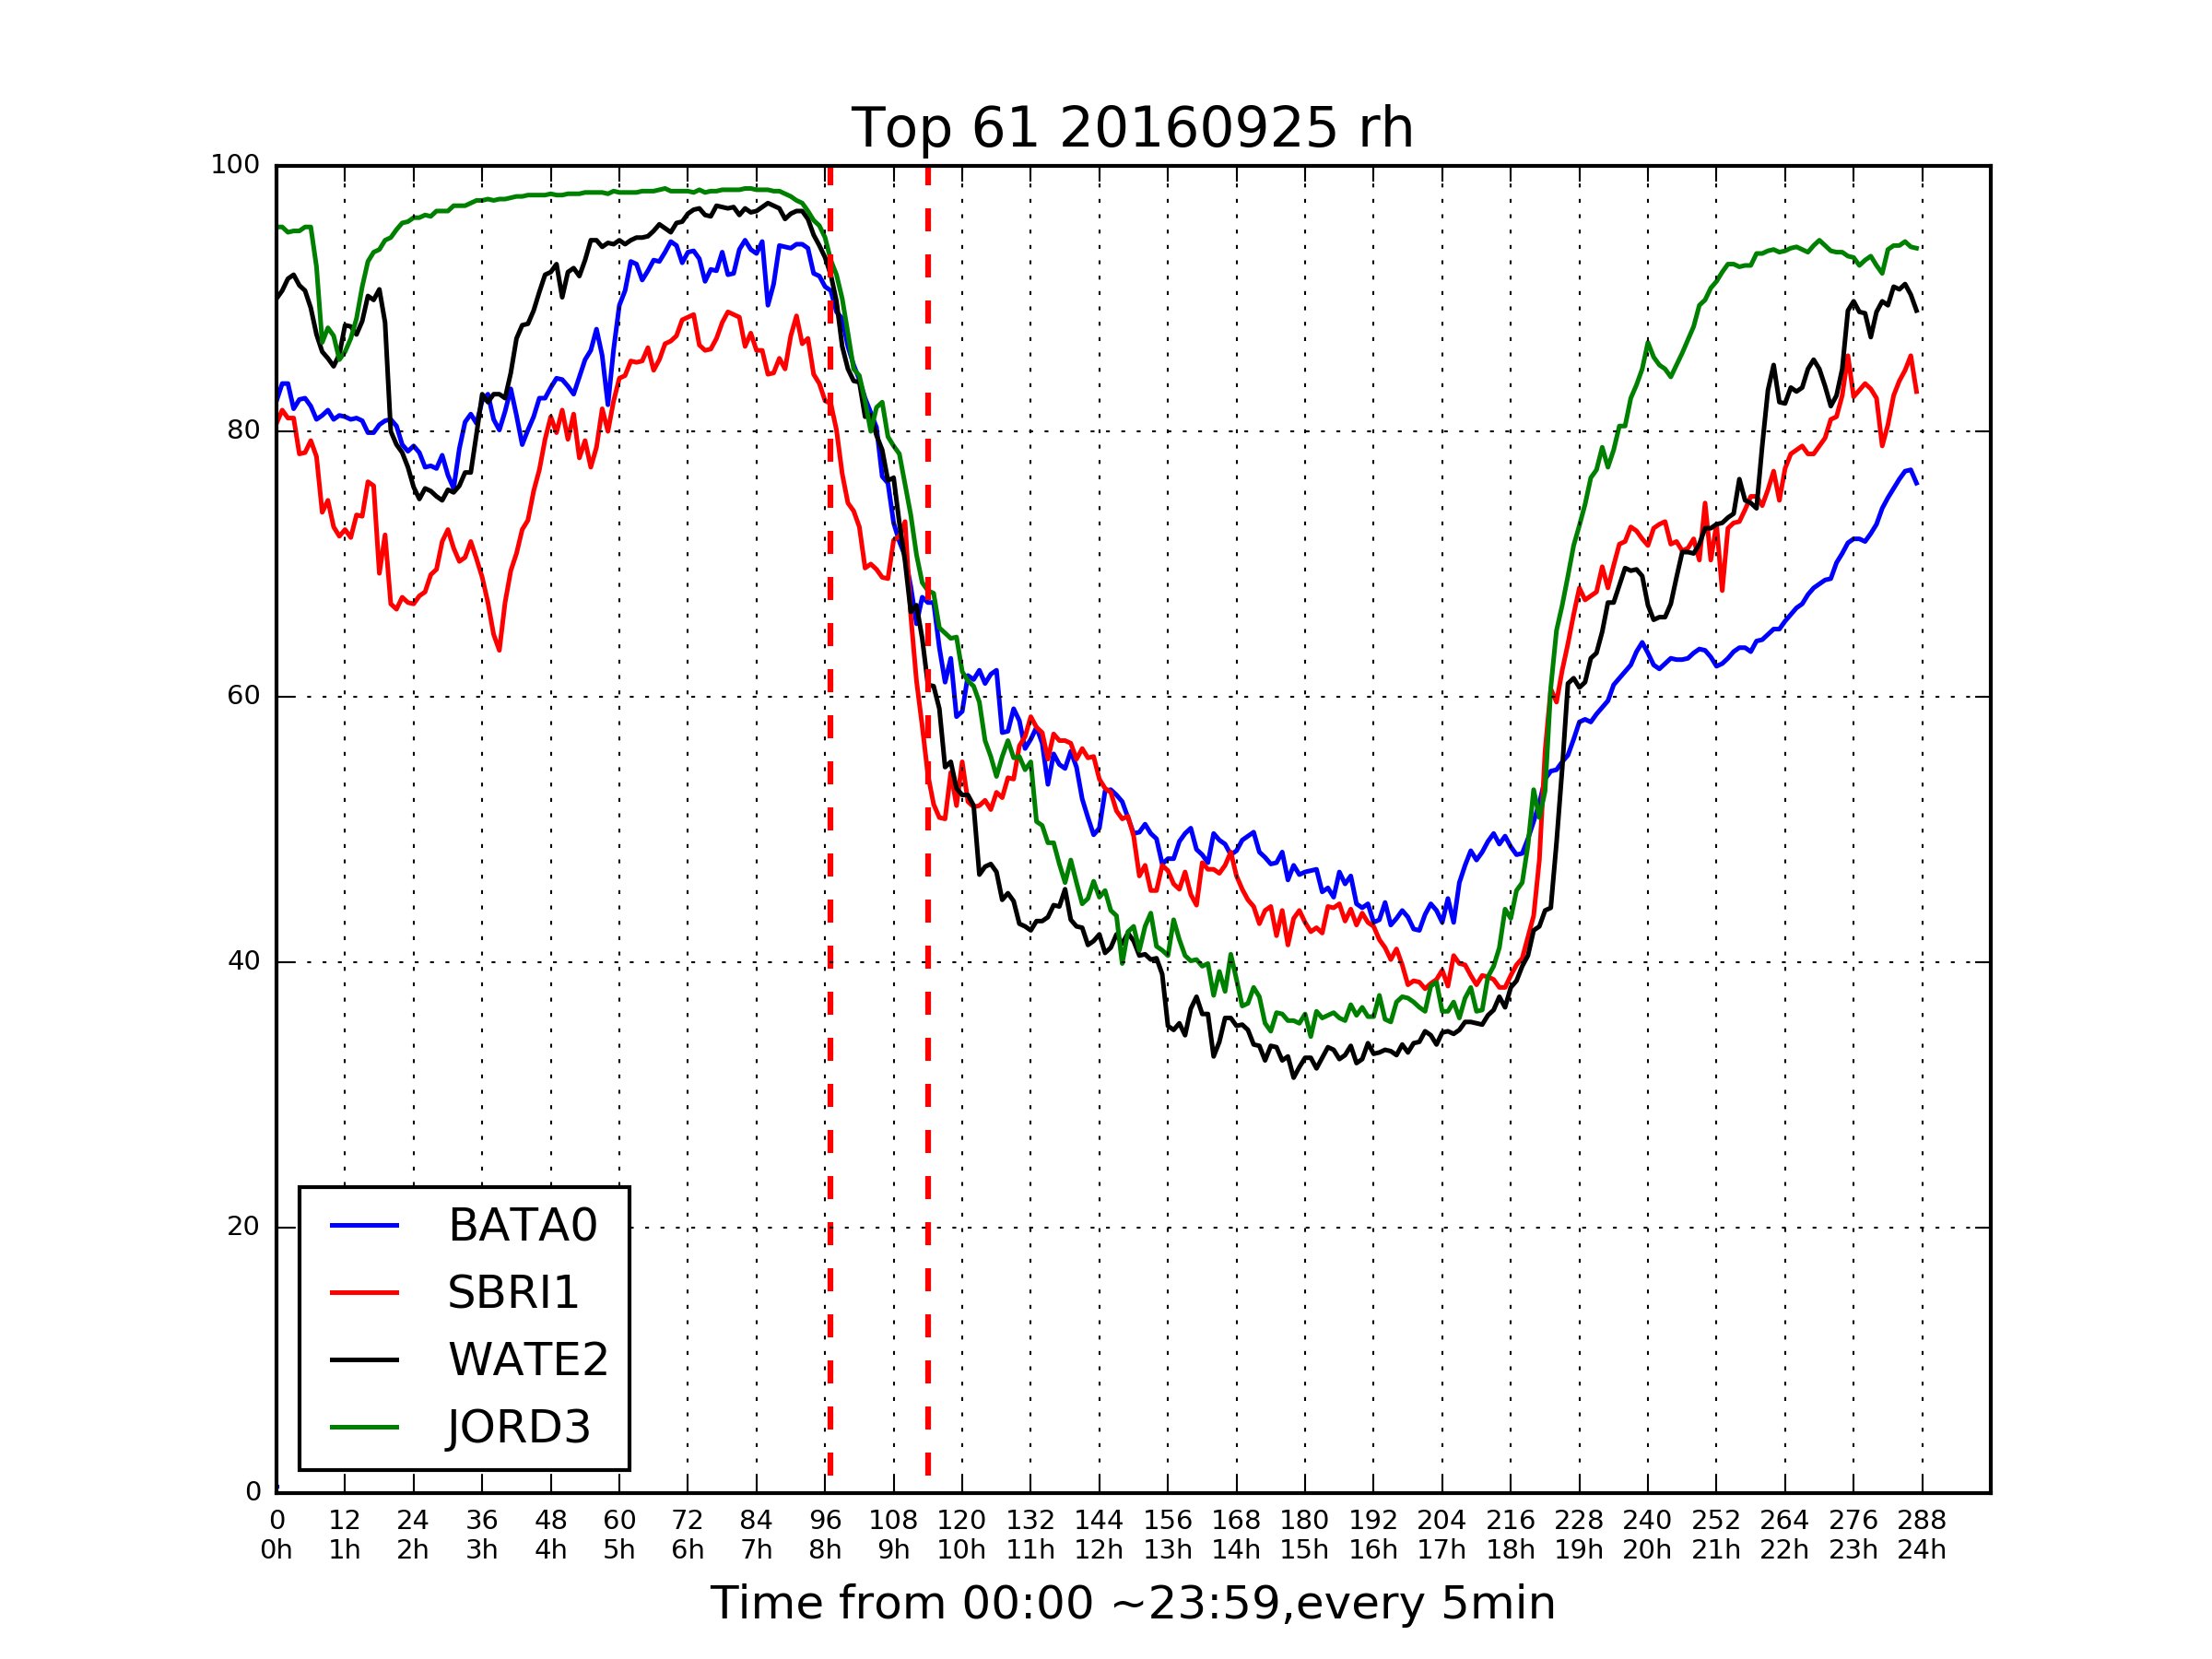 Top 61 20160925 rh
100
80
60
40
20
0
BATA0
SBRI1
WATE2
JORD3
0 12 24 36 48 60 72 84 96 108 120 132 144 156 168 180 192 204 216 228 240 252 264 276 288
0h 1h 2h 3h 4h 5h 6h 7h 8h 9h 10h 11h 12h 13h 14h 15h 16h 17h 18h 19h 20h 21h 22h 23h 24h
Time from 00:00 ~23:59,every 5min